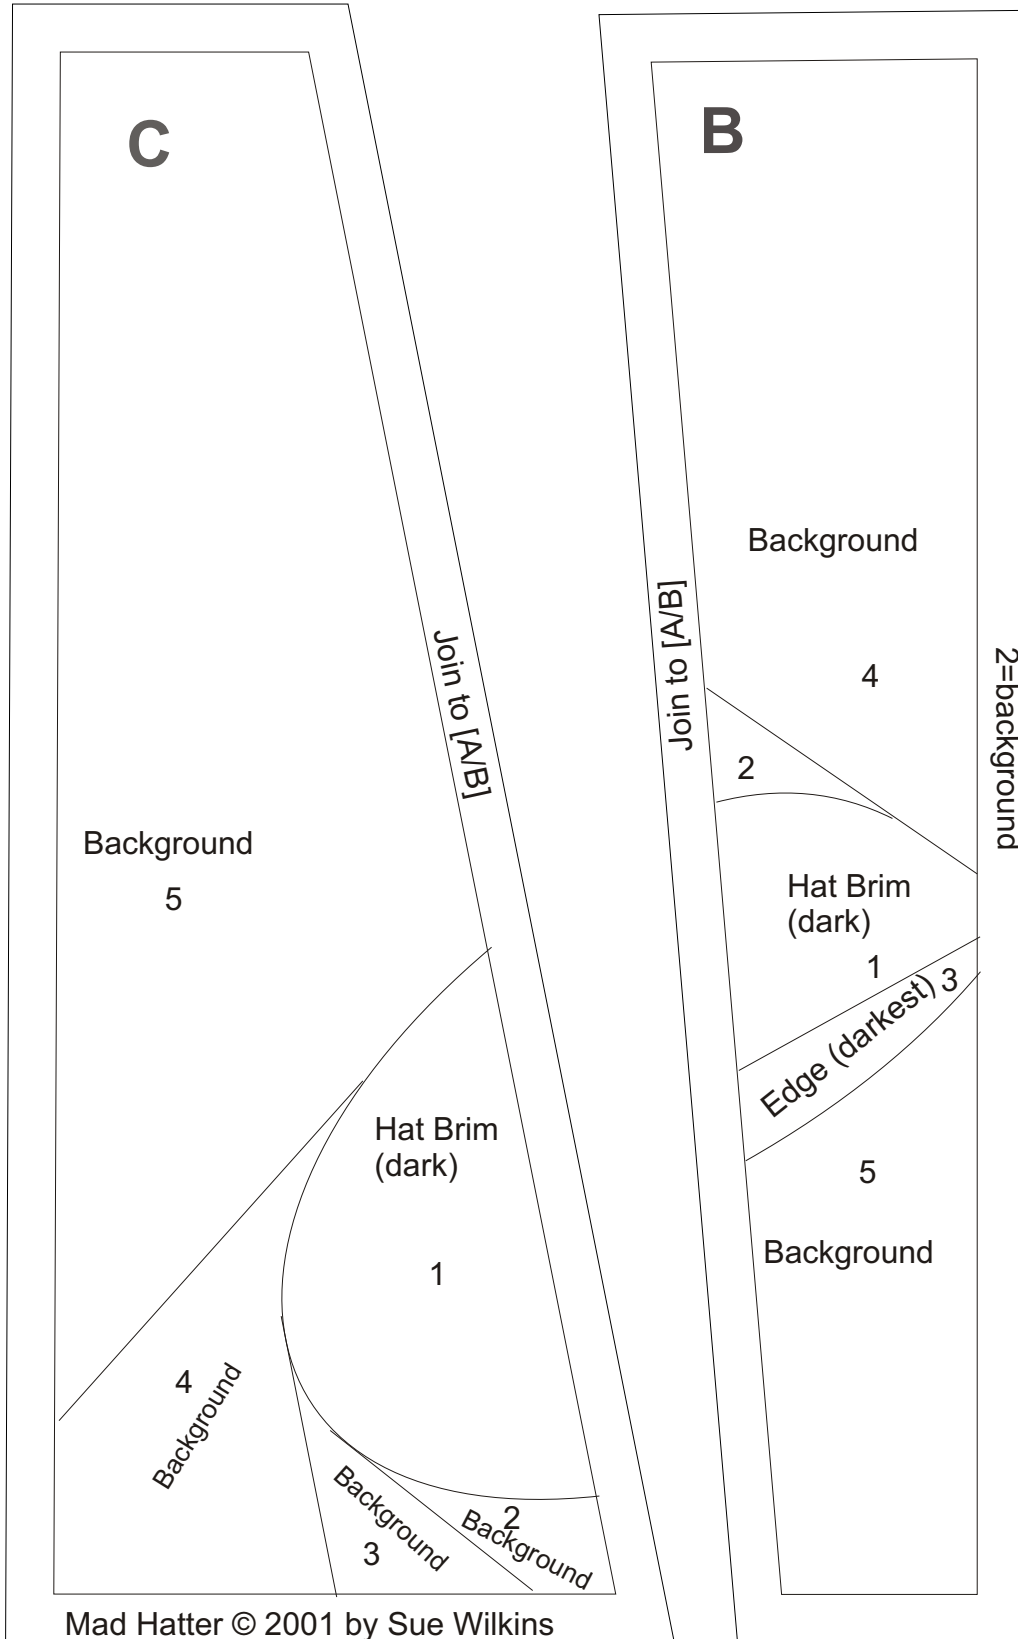 C
Join to [A/B]
Background
5
Hat Brim
(dark)
1
4
Background
Background
3
2
Background
Mad Hatter © 2001 by Sue Wilkins
B
Background
Join to [A/B]
4
2=background
2
Hat Brim
(dark)
1
3
Edge (darkest)
5
Background